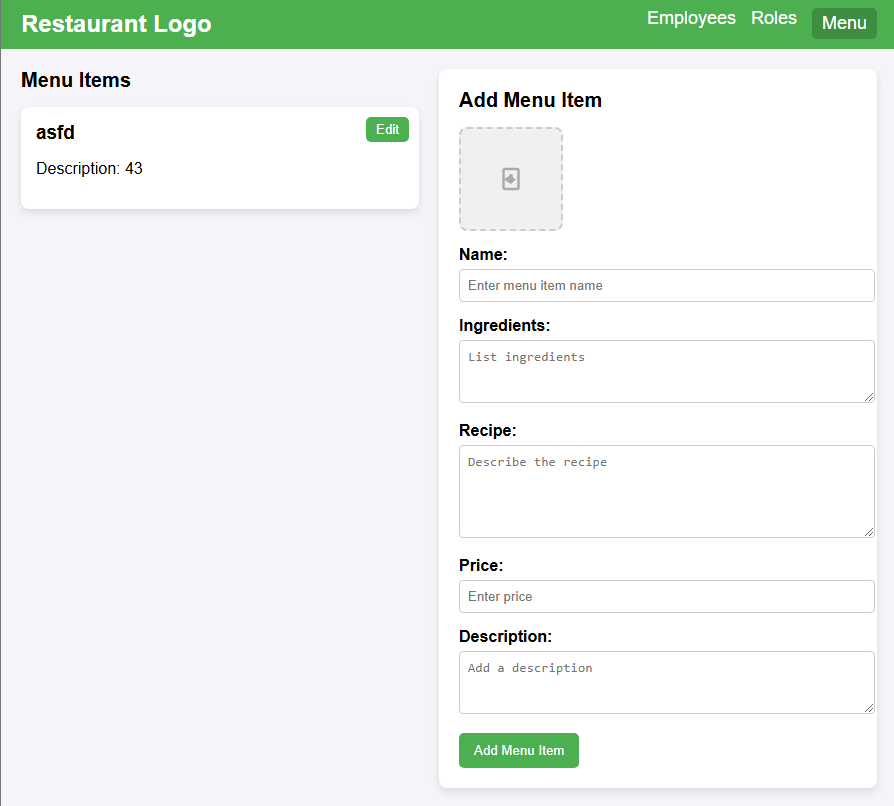 Restaurant Logo
Employees Roles Menu
Menu Items
asfd
Edit
Description: 43
Add Menu Item
Name:
Enter menu item name
Ingredients:
List ingredients
Recipe:
Describe the recipe
Price:
Enter price
Description:
Add a description
Add Menu Item